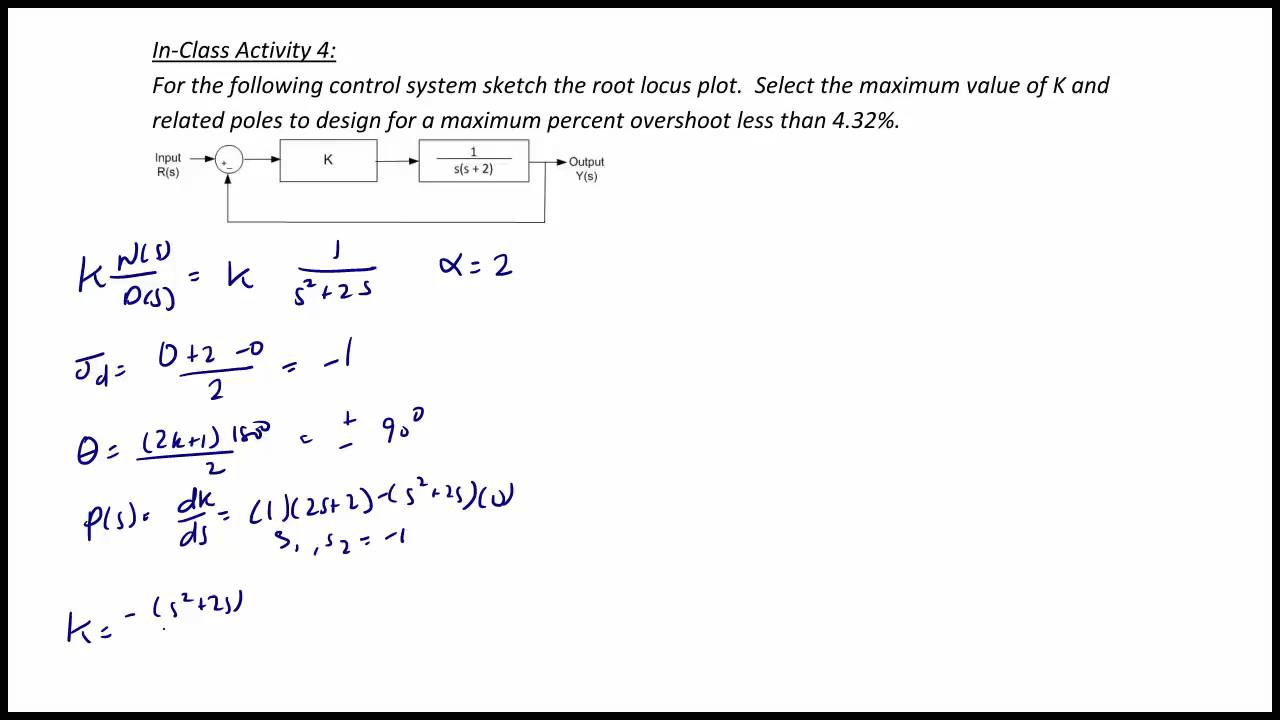 In-Class Activity 4:
For the following control system sketch the root locus plot. Select the maximum value of K and
related poles to design for a maximum percent overshoot less than 4.32%.
Input
R(s)
+
−
K
1
s(s + 2)
Output
Y(s)
K N(s)/D(s) = K 1/(s²+2s) α = 2
σd = (0+2-0)/2 = -1
θ = (2k+1)180°/2 = ± 90°
P(s) = dk/ds = (1)(2s+2) - (s²+2s)(0)
s₁, s₂ = -1
K = -(s²+2s)